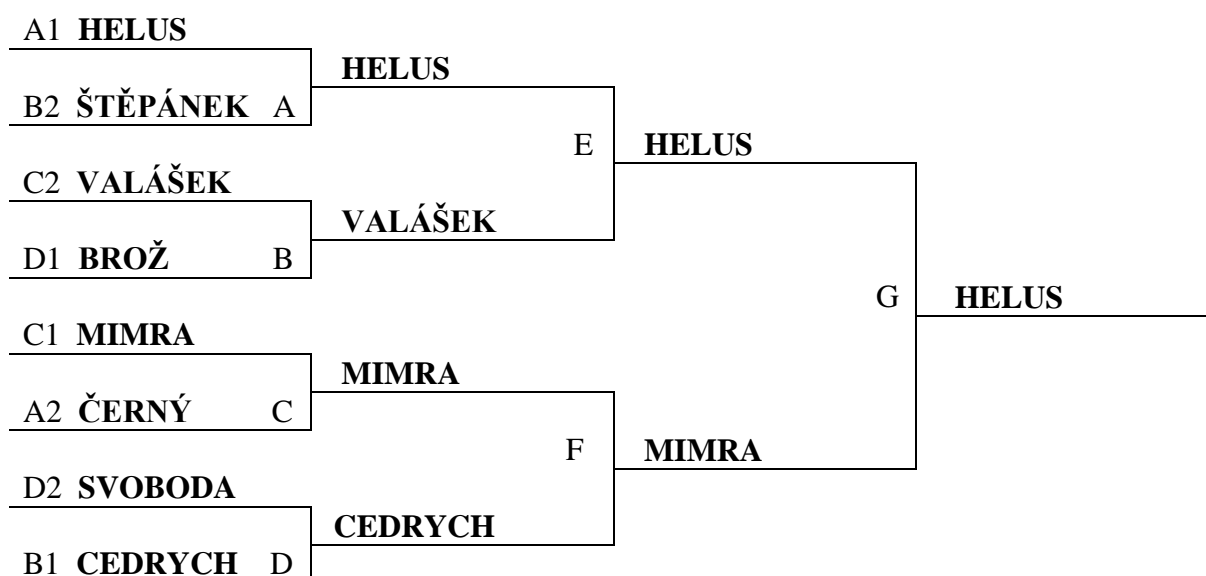 A1 HELUS
HELUS
B2 ŠTĚPÁNEK A
E HELUS
C2 VALÁŠEK
VALÁŠEK
D1 BROŽ B
G HELUS
C1 MIMRA
MIMRA
A2 ČERNÝ C
F MIMRA
D2 SVOBODA
CEDRYCH
B1 CEDRYCH D